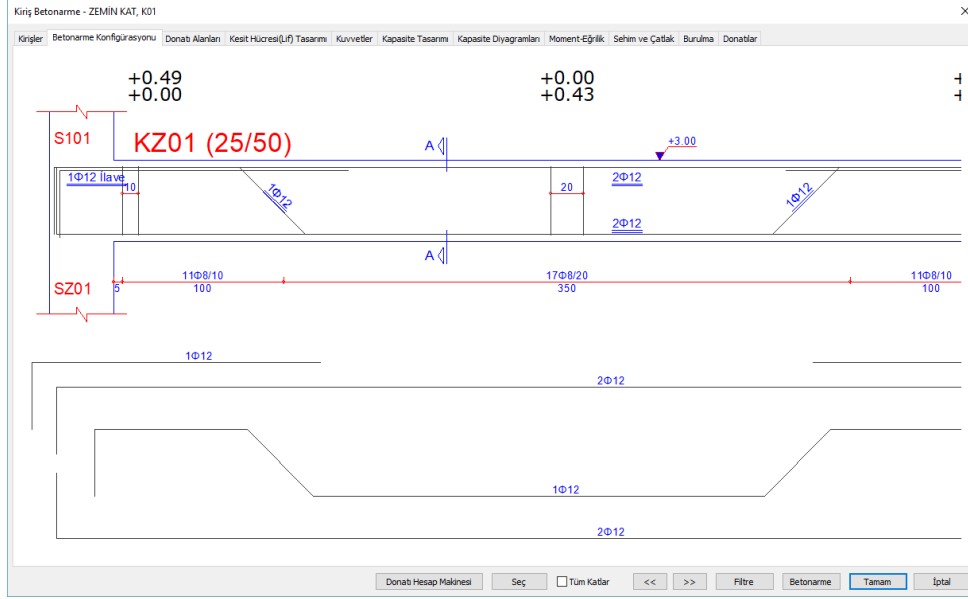 Kiriş Betonarme - ZEMİN KAT, K01
Kirişler Betonarme Konfigürasyonu Donatı Alanları Kesit Hücresi(Lif) Tasarımı Kuvvetler Kapasite Tasarımı Kapasite Diyagramları Moment-Eğrilik Sehim ve Çatlak Burulma Donatılar
+0.49 +0.00
+0.00 +0.43
S101 KZ01 (25/50) A +3.00
1Φ12 İlave 10 1Φ12 20 2Φ12 1Φ12
2Φ12
A
11Φ8/10 17Φ8/20 11Φ8/10
SZ01 5 100 350 100
1Φ12
2Φ12
1Φ12
2Φ12
Donatı Hesap Makinesi Seç Tüm Katlar << >> Filtre Betonarme Tamam İptal